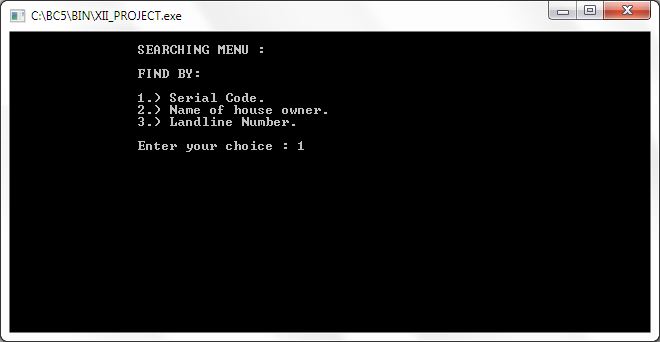 C:\BC5\BIN\XII_PROJECT.exe
SEARCHING MENU :
FIND BY:
1.) Serial Code.
2.) Name of house owner.
3.) Landline Number.
Enter your choice : 1